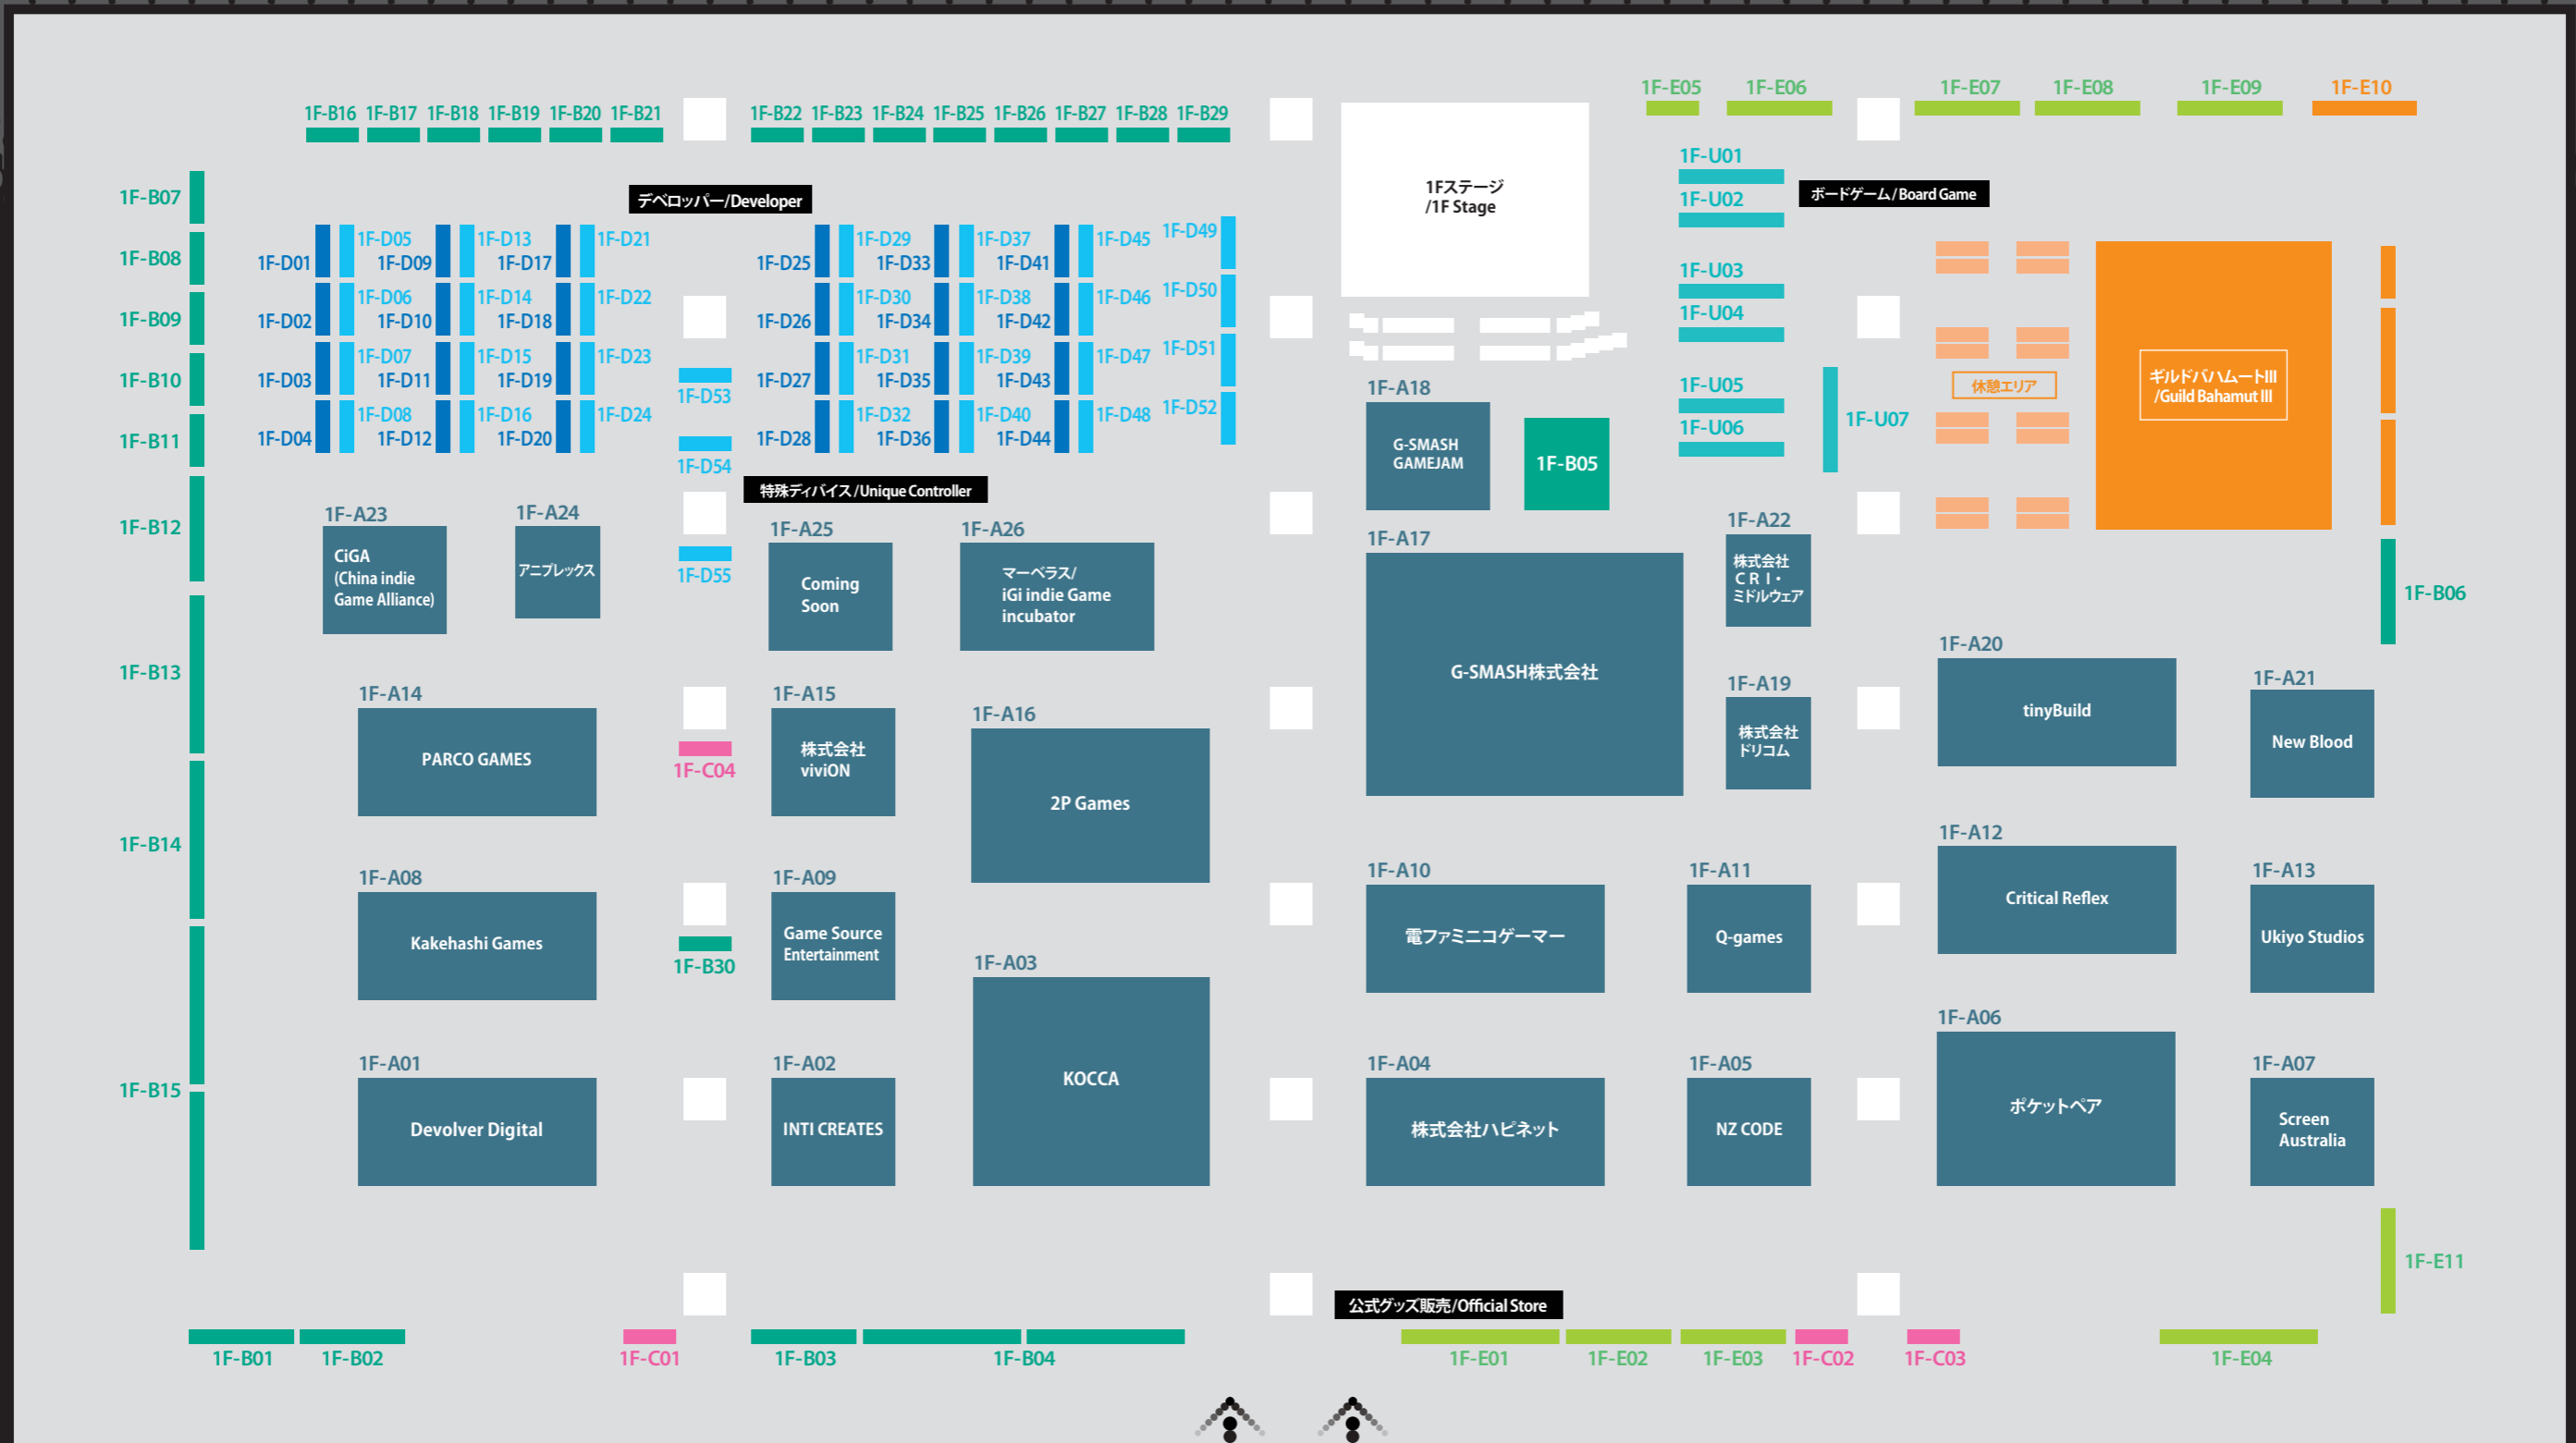 1F-E05 1F-E06 1F-E07 1F-E08 1F-E09 1F-E10
1F-B16 1F-B17 1F-B18 1F-B19 1F-B20 1F-B21 1F-B22 1F-B23 1F-B24 1F-B25 1F-B26 1F-B27 1F-B28 1F-B29
1F-B07
1F-B08
1F-B09
1F-B10
1F-B11
1F-B12
1F-B13
1F-B14
1F-B15
デベロッパー/Developer
1F-D05 1F-D13 1F-D21
1F-D01 1F-D09 1F-D17
1F-D06 1F-D14 1F-D22
1F-D02 1F-D10 1F-D18
1F-D07 1F-D15 1F-D23
1F-D03 1F-D11 1F-D19
1F-D08 1F-D16 1F-D24
1F-D04 1F-D12 1F-D20
1F-D53
1F-D54
1F-D55
1F-D29 1F-D37 1F-D45 1F-D49
1F-D25 1F-D33 1F-D41
1F-D30 1F-D38 1F-D46 1F-D50
1F-D26 1F-D34 1F-D42
1F-D31 1F-D39 1F-D47 1F-D51
1F-D27 1F-D35 1F-D43
1F-D32 1F-D40 1F-D48 1F-D52
1F-D28 1F-D36 1F-D44
特殊ディバイス/Unique Controller
1Fステージ
/1F Stage
1F-U01
1F-U02
1F-U03
1F-U04
1F-U05
1F-U06
1F-U07
ボードゲーム/Board Game
休憩エリア
ギルドバハムートIII
/Guild Bahamut III
1F-B06
1F-A18
G-SMASH
GAMEJAM
1F-B05
1F-A23
CiGA
(China indie
Game Alliance)
1F-A24
アニプレックス
1F-A25
Coming
Soon
1F-A26
マーベラス/
iGi indie Game
incubator
1F-A17
G-SMASH株式会社
1F-A22
株式会社
CRI・
ミドルウェア
1F-A19
株式会社
ドリコム
1F-A20
tinyBuild
1F-A21
New Blood
1F-A14
PARCO GAMES
1F-C04
1F-A15
株式会社
viviON
1F-A16
2P Games
1F-A08
Kakehashi Games
1F-B30
1F-A09
Game Source
Entertainment
1F-A03
KOCCA
1F-A10
電ファミニコゲーマー
1F-A11
Q-games
1F-A12
Critical Reflex
1F-A13
Ukiyo Studios
1F-A01
Devolver Digital
1F-A02
INTI CREATES
1F-A04
株式会社ハピネット
1F-A05
NZ CODE
1F-A06
ポケットペア
1F-A07
Screen
Australia
1F-E11
公式グッズ販売/Official Store
1F-B01 1F-B02 1F-C01 1F-B03 1F-B04 1F-E01 1F-E02 1F-E03 1F-C02 1F-C03 1F-E04